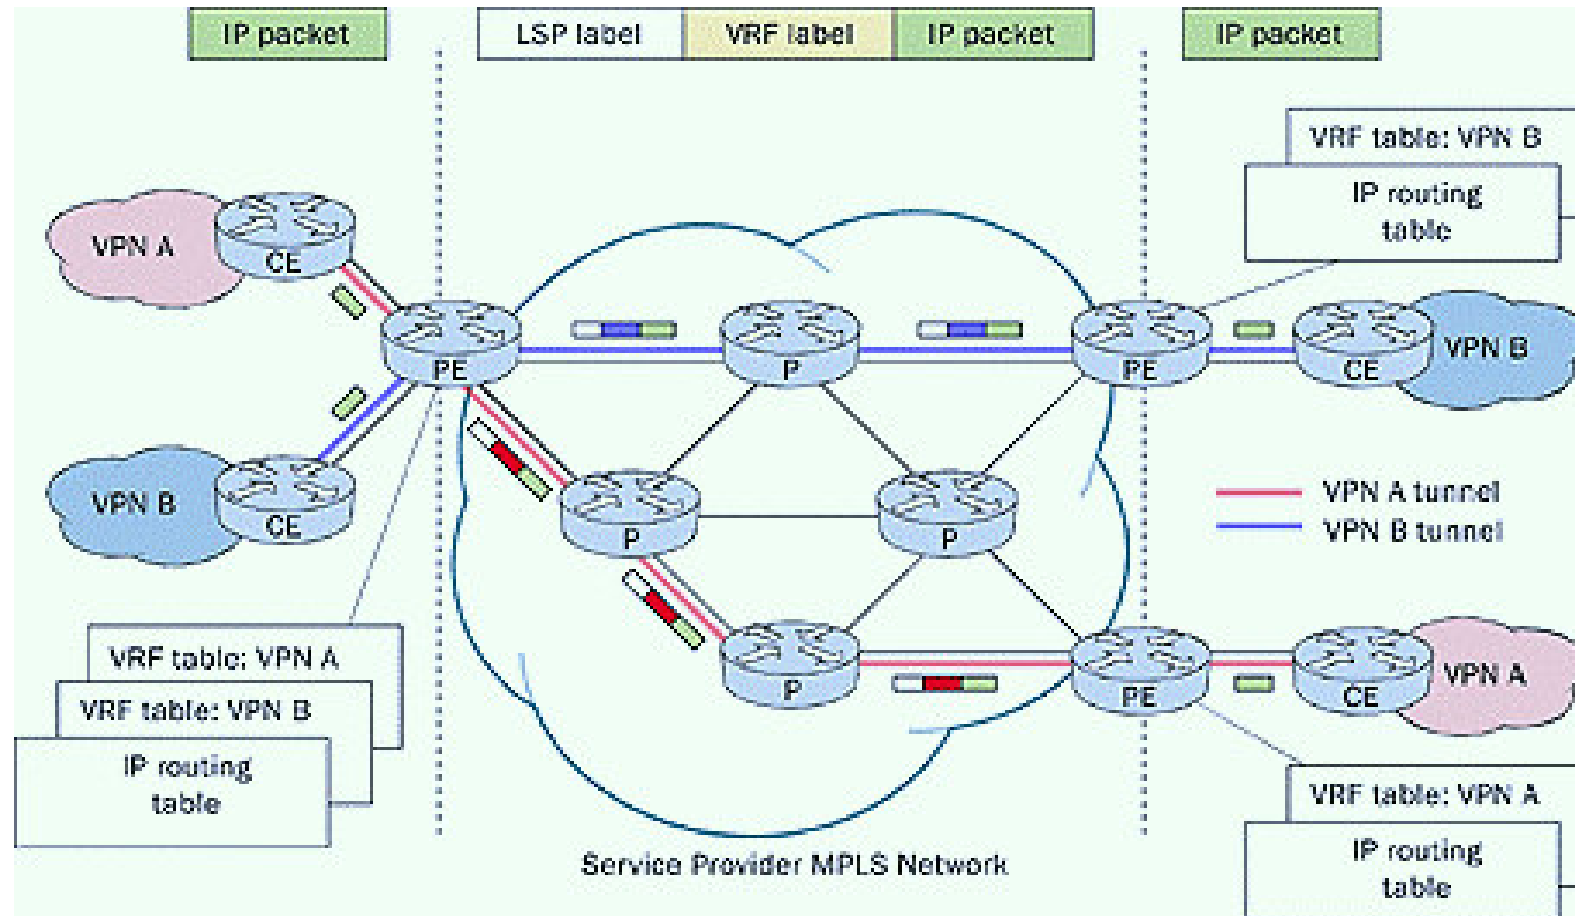 IP packet
LSP label
VRF label
IP packet
IP packet
VRF table: VPN B
IP routing
table
VPN A
CE
PE
P
PE
CE
VPN B
VPN B
CE
P
P
VPN A tunnel
VPN B tunnel
VRF table: VPN A
VRF table: VPN B
IP routing
table
P
PE
CE
VPN A
VRF table: VPN A
IP routing
table
Service Provider MPLS Network